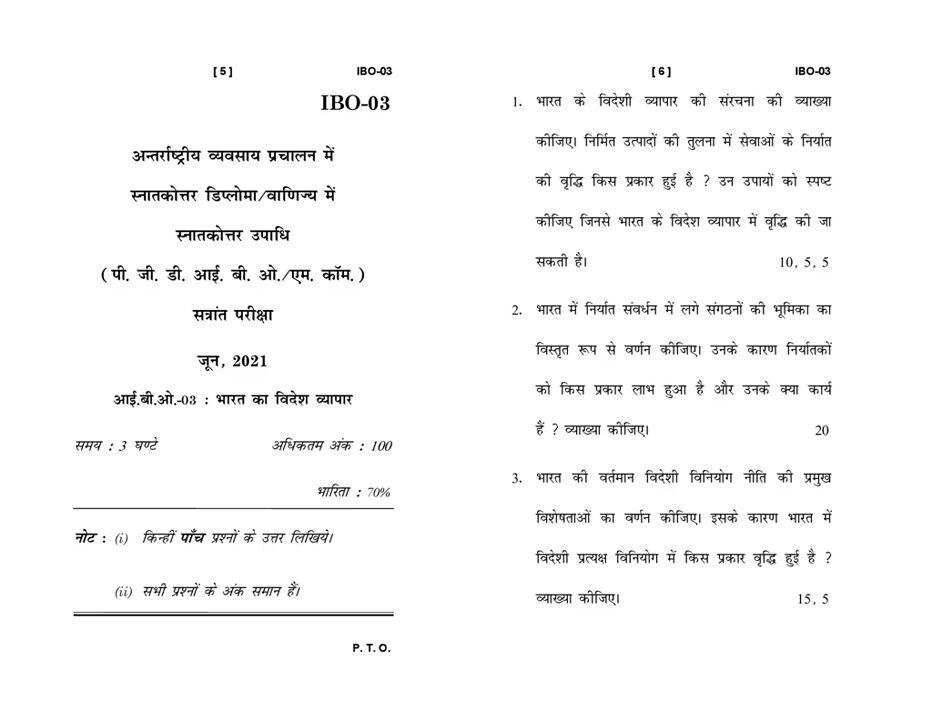 [ 5 ] IBO-03
IBO-03
अन्तर्राष्ट्रीय व्यवसाय प्रचालन में
स्नातकोत्तर डिप्लोमा/वाणिज्य में
स्नातकोत्तर उपाधि
( पी. जी. डी. आई. बी. ओ./एम. कॉम. )
सत्रांत परीक्षा
जून, 2021
आई.बी.ओ.-03 : भारत का विदेश व्यापार
समय : 3 घण्टे अधिकतम अंक : 100
भारिता : 70%
नोट : (i) किन्हीं पाँच प्रश्नों के उत्तर लिखिये।
(ii) सभी प्रश्नों के अंक समान हैं।
P. T. O.
[ 6 ] IBO-03
1. भारत के विदेशी व्यापार की संरचना की व्याख्या
कीजिए। निर्मित उत्पादों की तुलना में सेवाओं के निर्यात
की वृद्धि किस प्रकार हुई है ? उन उपायों को स्पष्ट
कीजिए जिनसे भारत के विदेश व्यापार में वृद्धि की जा
सकती है। 10, 5, 5
2. भारत में निर्यात संवर्धन में लगे संगठनों की भूमिका का
विस्तृत रूप से वर्णन कीजिए। उनके कारण निर्यातकों
को किस प्रकार लाभ हुआ है और उनके क्या कार्य
हैं ? व्याख्या कीजिए। 20
3. भारत की वर्तमान विदेशी विनियोग नीति की प्रमुख
विशेषताओं का वर्णन कीजिए। इसके कारण भारत में
विदेशी प्रत्यक्ष विनियोग में किस प्रकार वृद्धि हुई है ?
व्याख्या कीजिए। 15, 5